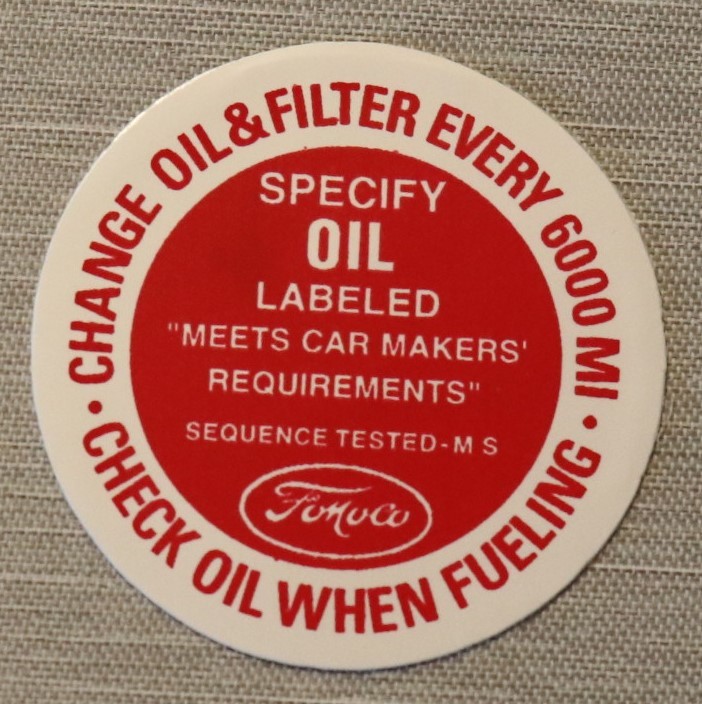 CHANGE OIL & FILTER EVERY 6000 MI •
CHECK OIL WHEN FUELING •
SPECIFY
OIL
LABELED
"MEETS CAR MAKERS'
REQUIREMENTS"
SEQUENCE TESTED-M S
FoMoCo